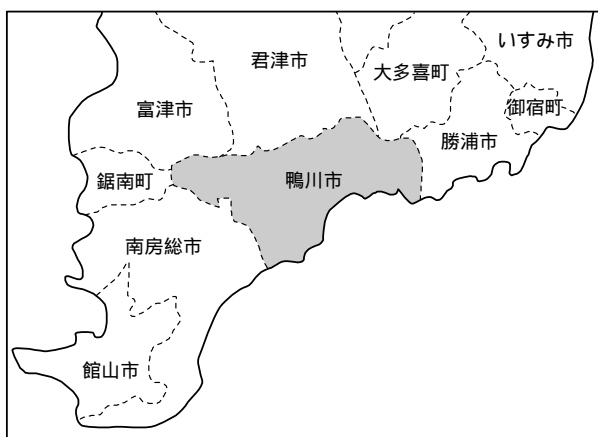 いすみ市
君津市
大多喜町
富津市
御宿町
勝浦市
鋸南町
鴨川市
南房総市
館山市